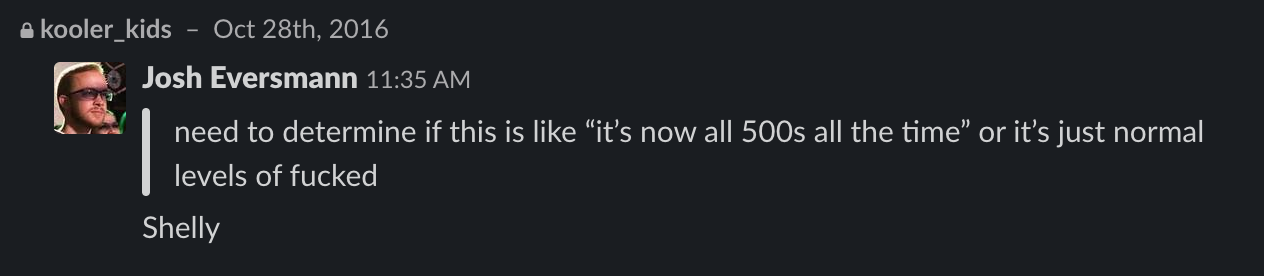 kooler_kids – Oct 28th, 2016
Josh Eversmann 11:35 AM
need to determine if this is like “it’s now all 500s all the time” or it’s just normal
levels of fucked
Shelly